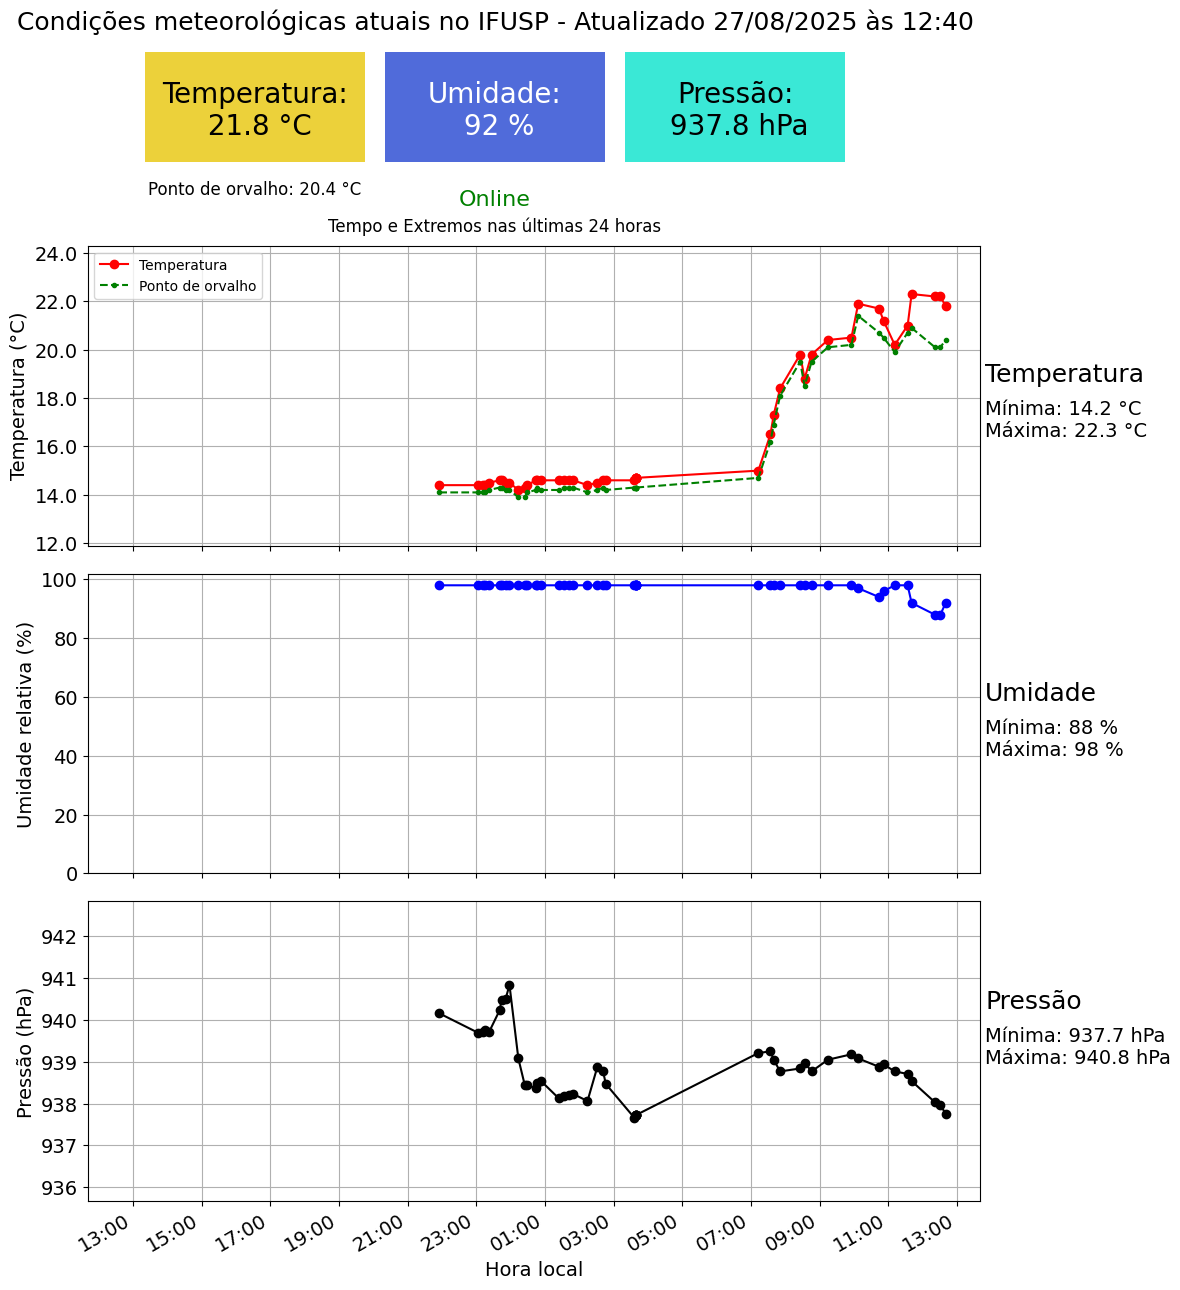 Condições meteorológicas atuais no IFUSP - Atualizado 27/08/2025 às 12:40
Temperatura:
21.8 °C
Umidade:
92 %
Pressão:
937.8 hPa
Ponto de orvalho: 20.4 °C
Online
Tempo e Extremos nas últimas 24 horas
Temperatura (°C)
24.0
22.0
20.0
18.0
16.0
14.0
12.0
Temperatura
Ponto de orvalho
Temperatura
Mínima: 14.2 °C
Máxima: 22.3 °C
Umidade relativa (%)
100
80
60
40
20
0
Umidade
Mínima: 88 %
Máxima: 98 %
Pressão (hPa)
942
941
940
939
938
937
936
Pressão
Mínima: 937.7 hPa
Máxima: 940.8 hPa
13:00 15:00 17:00 19:00 21:00 23:00 01:00 03:00 05:00 07:00 09:00 11:00 13:00
Hora local